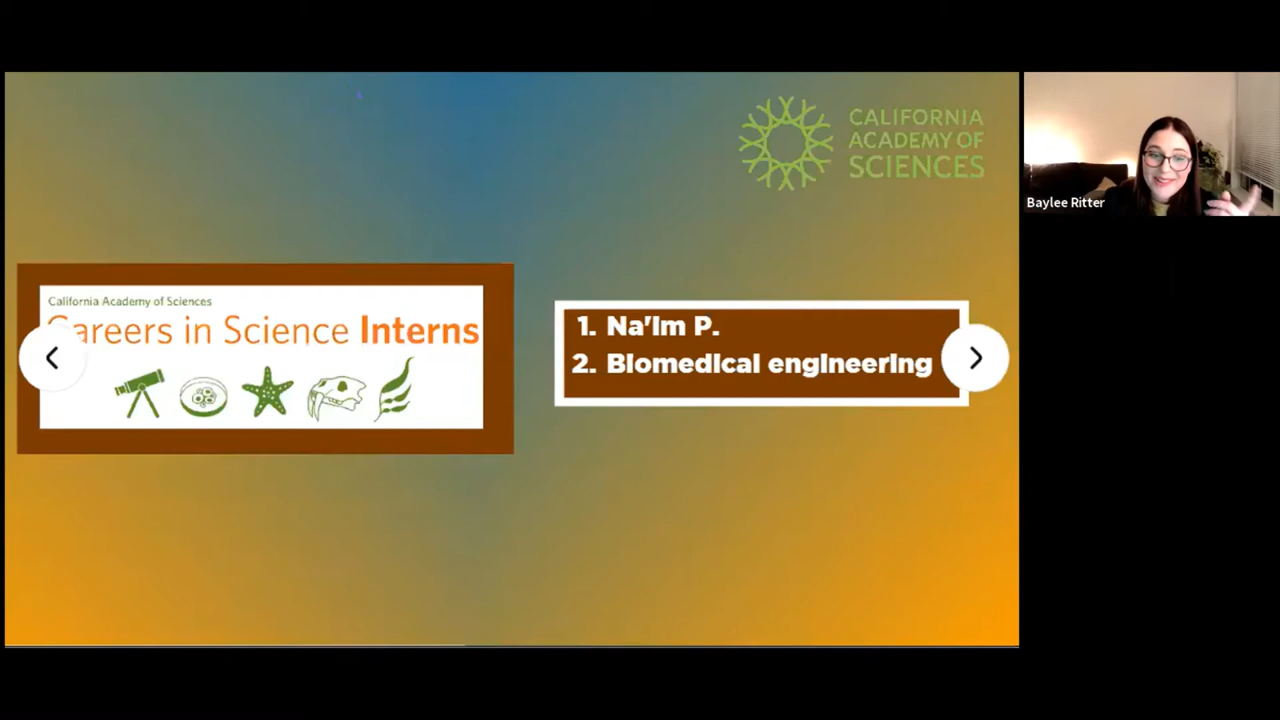 CALIFORNIA
ACADEMY OF
SCIENCES
California Academy of Sciences
Careers in Science Interns
1. Na'im P.
2. Biomedical engineering
Baylee Ritter